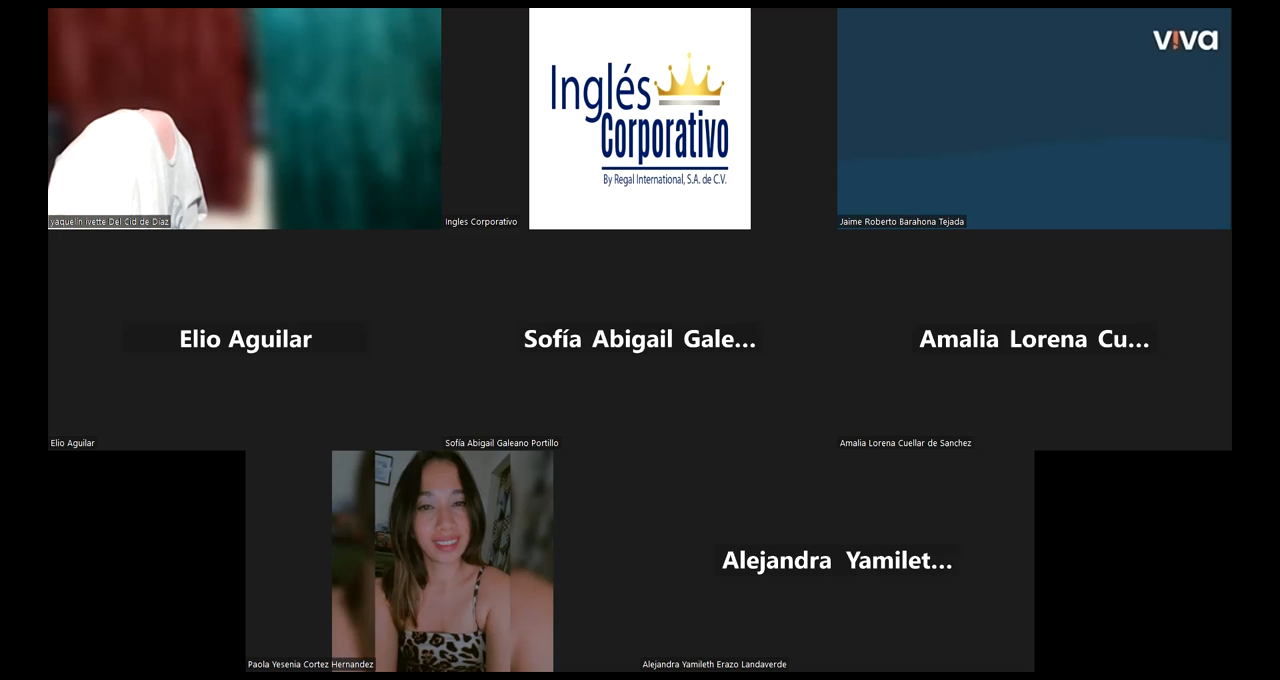 viva
Inglés
Corporativo
By Regal International, S.A. de C.V.
yaquelin ivette Del Cid de Diaz
Ingles Corporativo
Jaime Roberto Barahona Tejada
Elio Aguilar
Sofía Abigail Gale...
Amalia Lorena Cu...
Elio Aguilar
Sofía Abigail Galeano Portillo
Amalia Lorena Cuellar de Sanchez
Alejandra Yamilet...
Paola Yesenia Cortez Hernandez
Alejandra Yamileth Erazo Landaverde